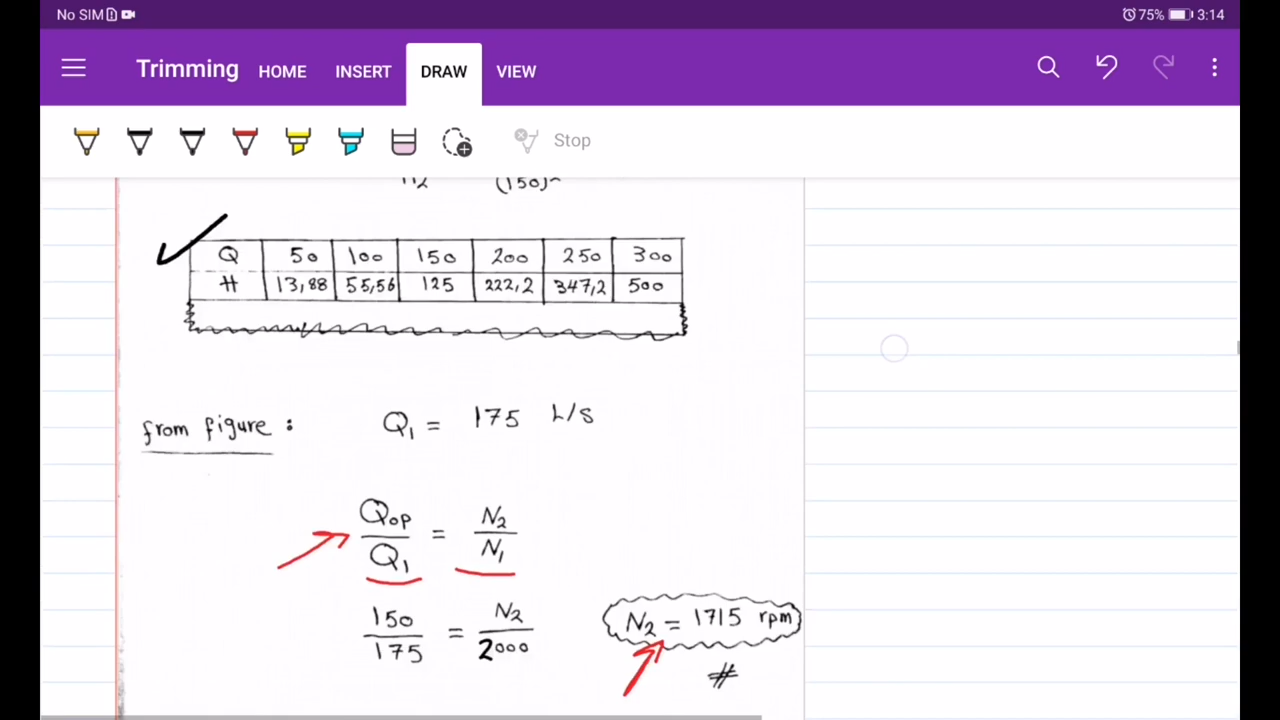 No SIM 75% 3:14
Trimming HOME INSERT DRAW VIEW
Stop
(150)²
Q 50 100 150 200 250 300
H 13,88 55,56 125 222,2 347,2 500
from figure : Q₁ = 175 L/s
Qop/Q₁ = N₂/N₁
150/175 = N₂/2000
N₂ = 1715 rpm
#